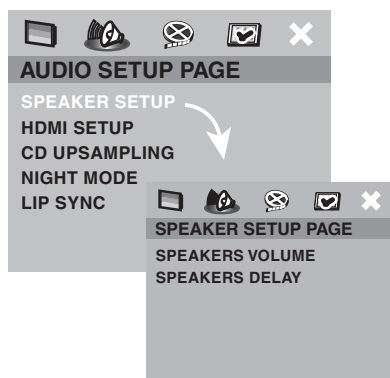 AUDIO SETUP PAGE
SPEAKER SETUP
HDMI SETUP
CD UPSAMPLING
NIGHT MODE
LIP SYNC
SPEAKER SETUP PAGE
SPEAKERS VOLUME
SPEAKERS DELAY